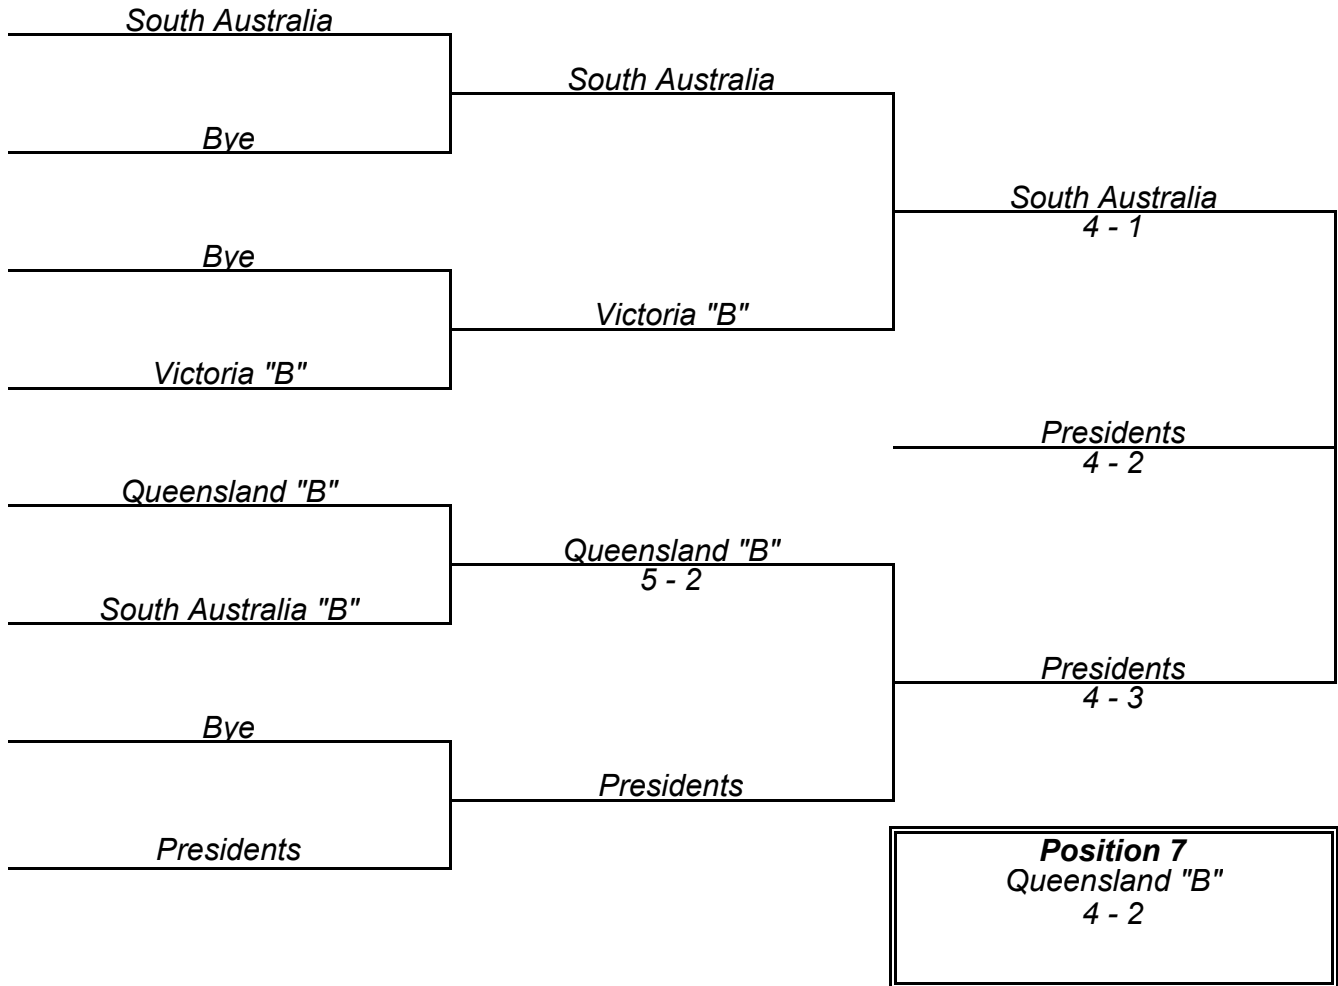 South Australia
Bye
Bye
Victoria "B"
Queensland "B"
South Australia "B"
Bye
Presidents
South Australia
Victoria "B"
Queensland "B"
5 - 2
Presidents
South Australia
4 - 1
Presidents
4 - 2
Presidents
4 - 3
Position 7
Queensland "B"
4 - 2